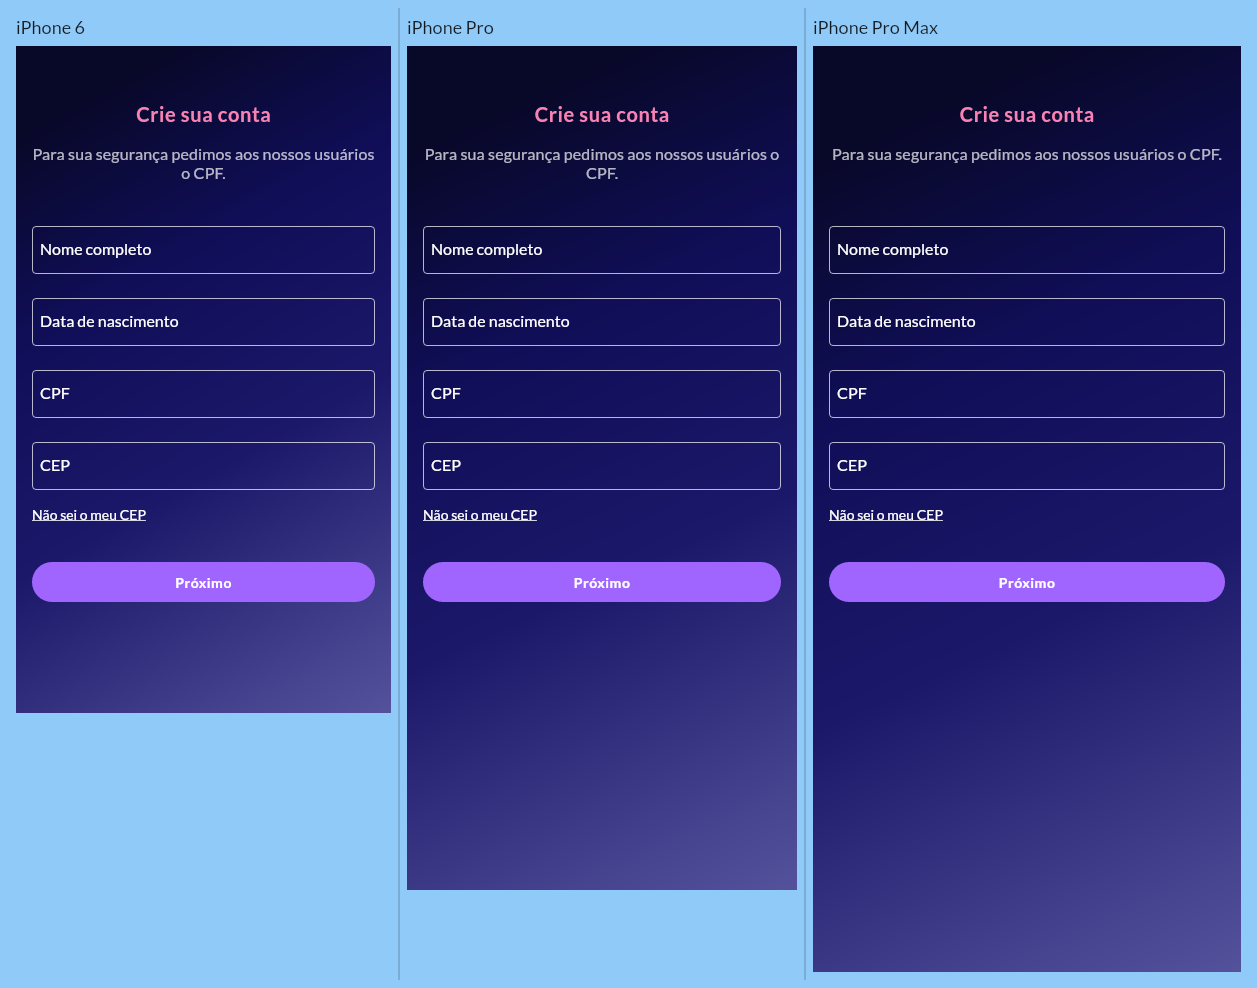 iPhone 6
Crie sua conta
Para sua segurança pedimos aos nossos usuários
o CPF.
Nome completo
Data de nascimento
CPF
CEP
Não sei o meu CEP
Próximo
iPhone Pro
Crie sua conta
Para sua segurança pedimos aos nossos usuários o
CPF.
Nome completo
Data de nascimento
CPF
CEP
Não sei o meu CEP
Próximo
iPhone Pro Max
Crie sua conta
Para sua segurança pedimos aos nossos usuários o CPF.
Nome completo
Data de nascimento
CPF
CEP
Não sei o meu CEP
Próximo